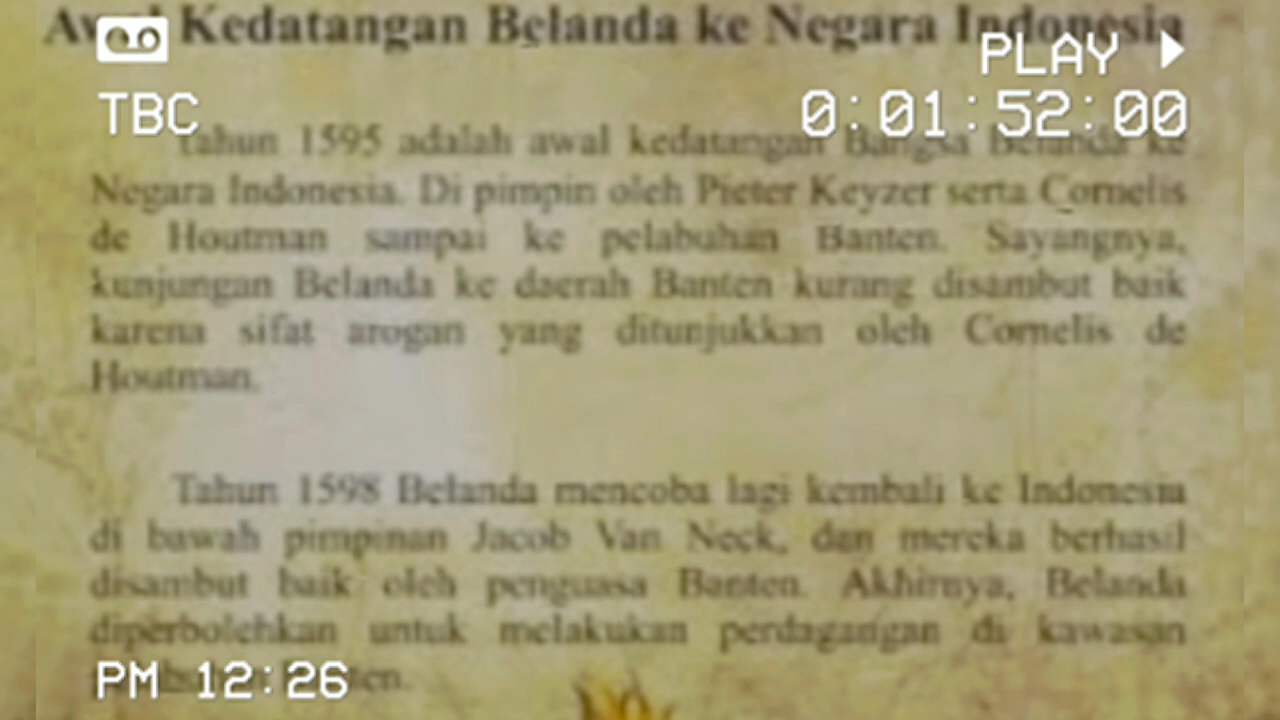 Kedatangan Belanda ke Negara Indonesia
PLAY
TBC
0:01:52:00
Tahun 1595 adalah awal kedatangan Bangsa Belanda ke
Negara Indonesia. Di pimpin oleh Pieter Keyzer serta Cornelis
de Houtman sampai ke pelabuhan Banten. Sayangnya,
kunjungan Belanda ke daerah Banten kurang disambut baik
karena sifat arogan yang ditunjukkan oleh Cornelis de
Houtman.
Tahun 1598 Belanda mencoba lagi kembali ke Indonesia
di bawah pimpinan Jacob Van Neck, dan mereka berhasil
disambut baik oleh penguasa Banten. Akhirnya, Belanda
diperbolehkan untuk melakukan perdagangan di kawasan
PM 12:26